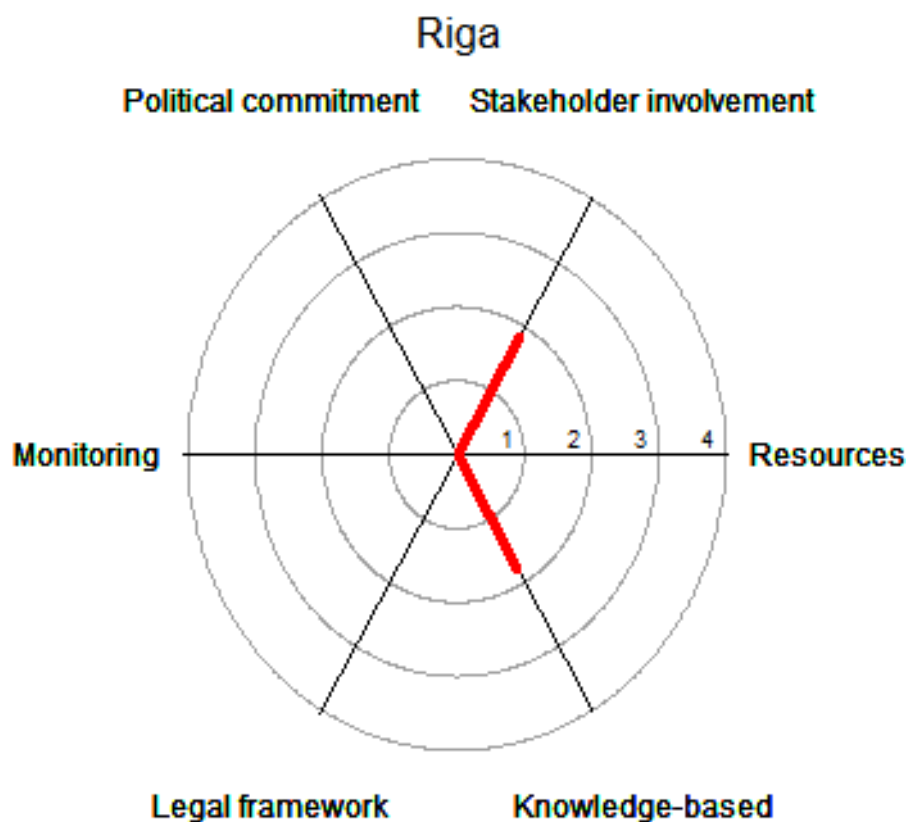 Riga
Political commitment Stakeholder involvement
Monitoring 1 2 3 4 Resources
Legal framework Knowledge-based